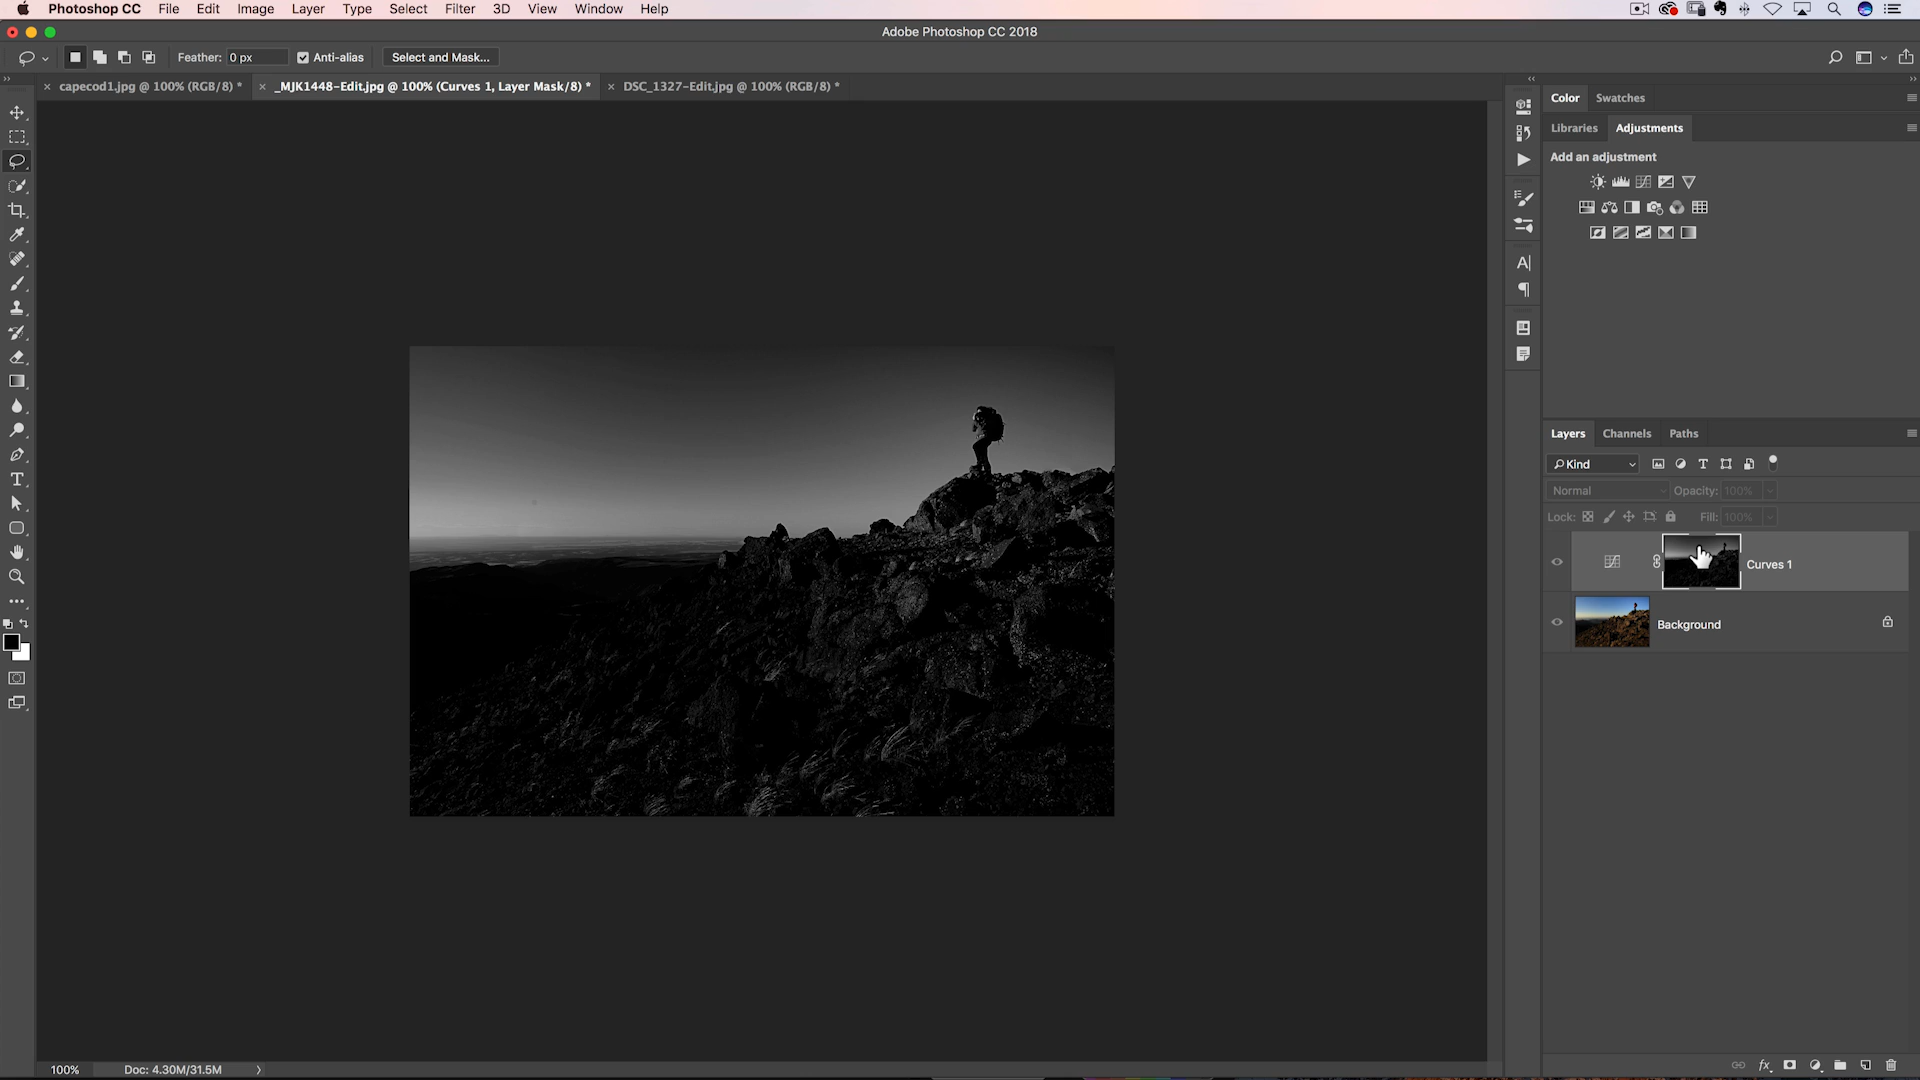 Photoshop CC File Edit Image Layer Type Select Filter 3D View Window Help
Adobe Photoshop CC 2018
Feather: 0 px Anti-alias Select and Mask...
capecod1.jpg @ 100% (RGB/8) * _MJK1448-Edit.jpg @ 100% (Curves 1, Layer Mask/8) * DSC_1327-Edit.jpg @ 100% (RGB/8) *
Color Swatches
Libraries Adjustments
Add an adjustment
Layers Channels Paths
Kind
Normal Opacity: 100%
Lock: Fill: 100%
Curves 1
Background
100% Doc: 4.30M/31.5M